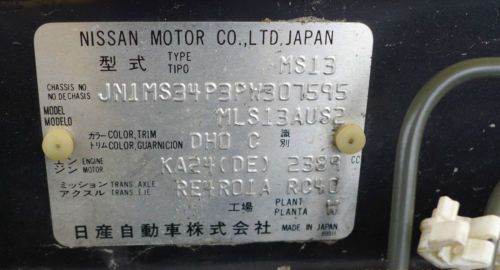 NISSAN MOTOR CO.,LTD,JAPAN
型式 TYPE TIPO MS13
CHASSIS NO NO DE CHASIS JN1MS34P3PW307595
MODEL MODELO MLS13AUSZ
カラー COLOR,TRIM トリム COLOR,GUARNICION DH0 C 識別
エンジン ENGINE MOTOR KA24(DE) 2389 CC
ミッション TRANS.AXLE アクスル TRANS.EJE RE4R01A RC40
工場 PLANT PLANTA W
日産自動車株式会社 MADE IN JAPAN